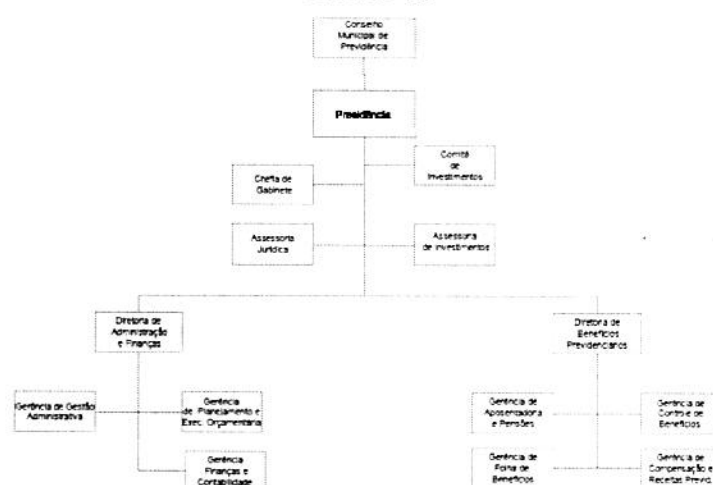 Conselho
Municipal de
Previdência
Presidência
Comitê
de
Investimentos
Chefia de
Gabinete
Assessoria
Jurídica
Assessoria
de Investimentos
Diretoria de
Administração
e Finanças
Diretoria de
Benefícios
Previdenciários
Gerência de Gestão
Administrativa
Gerência
de Planejamento e
Exec. Orçamentária
Gerência de
Aposentadoria
e Pensões
Gerência de
Controle de
Benefícios
Gerência
Finanças e
Contabilidade
Gerência de
Folha de
Benefícios
Gerência de
Compensação e
Receitas Previd.